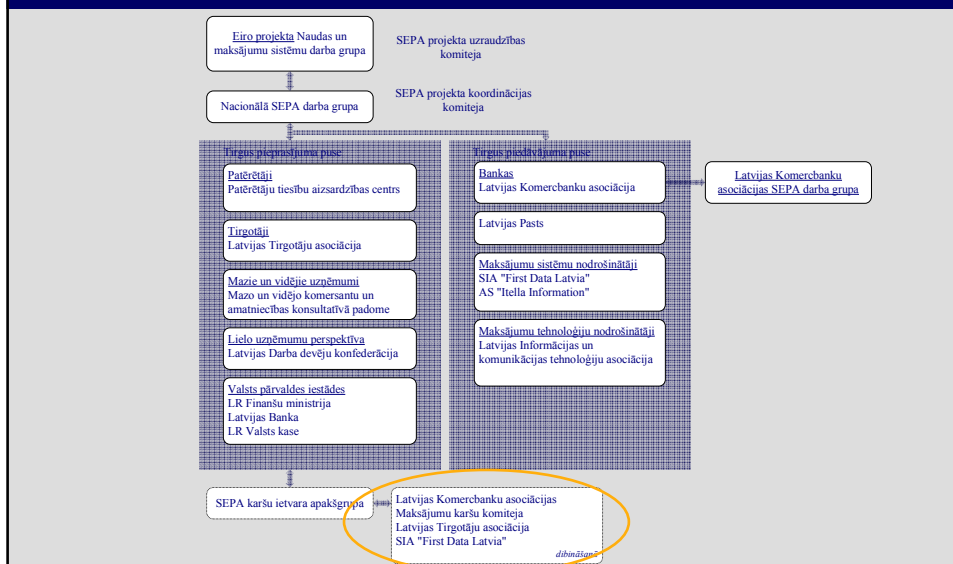 Eiro projekta Naudas un
maksājumu sistēmu darba grupa
SEPA projekta uzraudzības
komiteja
Nacionālā SEPA darba grupa
SEPA projekta koordinācijas
komiteja
Tirgus pieprasījuma puse
Patērētāji
Patērētāju tiesību aizsardzības centrs
Tirgotāji
Latvijas Tirgotāju asociācija
Mazie un vidējie uzņēmumi
Mazo un vidējo komersantu un
amatniecības konsultatīvā padome
Lielo uzņēmumu perspektīva
Latvijas Darba devēju konfederācija
Valsts pārvaldes iestādes
LR Finanšu ministrija
Latvijas Banka
LR Valsts kase
Tirgus piedāvājuma puse
Bankas
Latvijas Komercbanku asociācija
Latvijas Pasts
Maksājumu sistēmu nodrošinātāji
SIA "First Data Latvia"
AS "Itella Information"
Maksājumu tehnoloģiju nodrošinātāji
Latvijas Informācijas un
komunikācijas tehnoloģiju asociācija
Latvijas Komercbanku
asociācijas SEPA darba grupa
SEPA karšu ietvara apakšgrupa
Latvijas Komercbanku asociācijas
Maksājumu karšu komiteja
Latvijas Tirgotāju asociācija
SIA "First Data Latvia"
dibināšanā